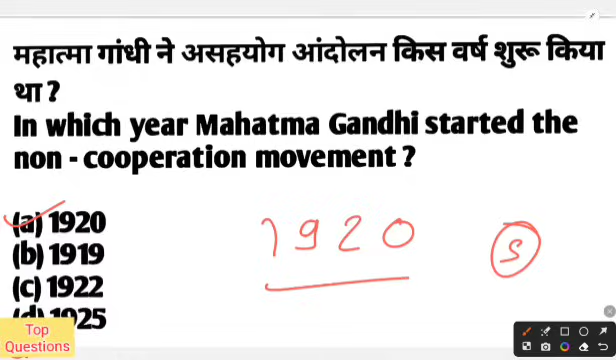 महात्मा गांधी ने असहयोग आंदोलन किस वर्ष शुरू किया
था ?
In which year Mahatma Gandhi started the
non - cooperation movement ?
(a) 1920
(b) 1919
(c) 1922
(d) 1925
1920
S
Top
Questions